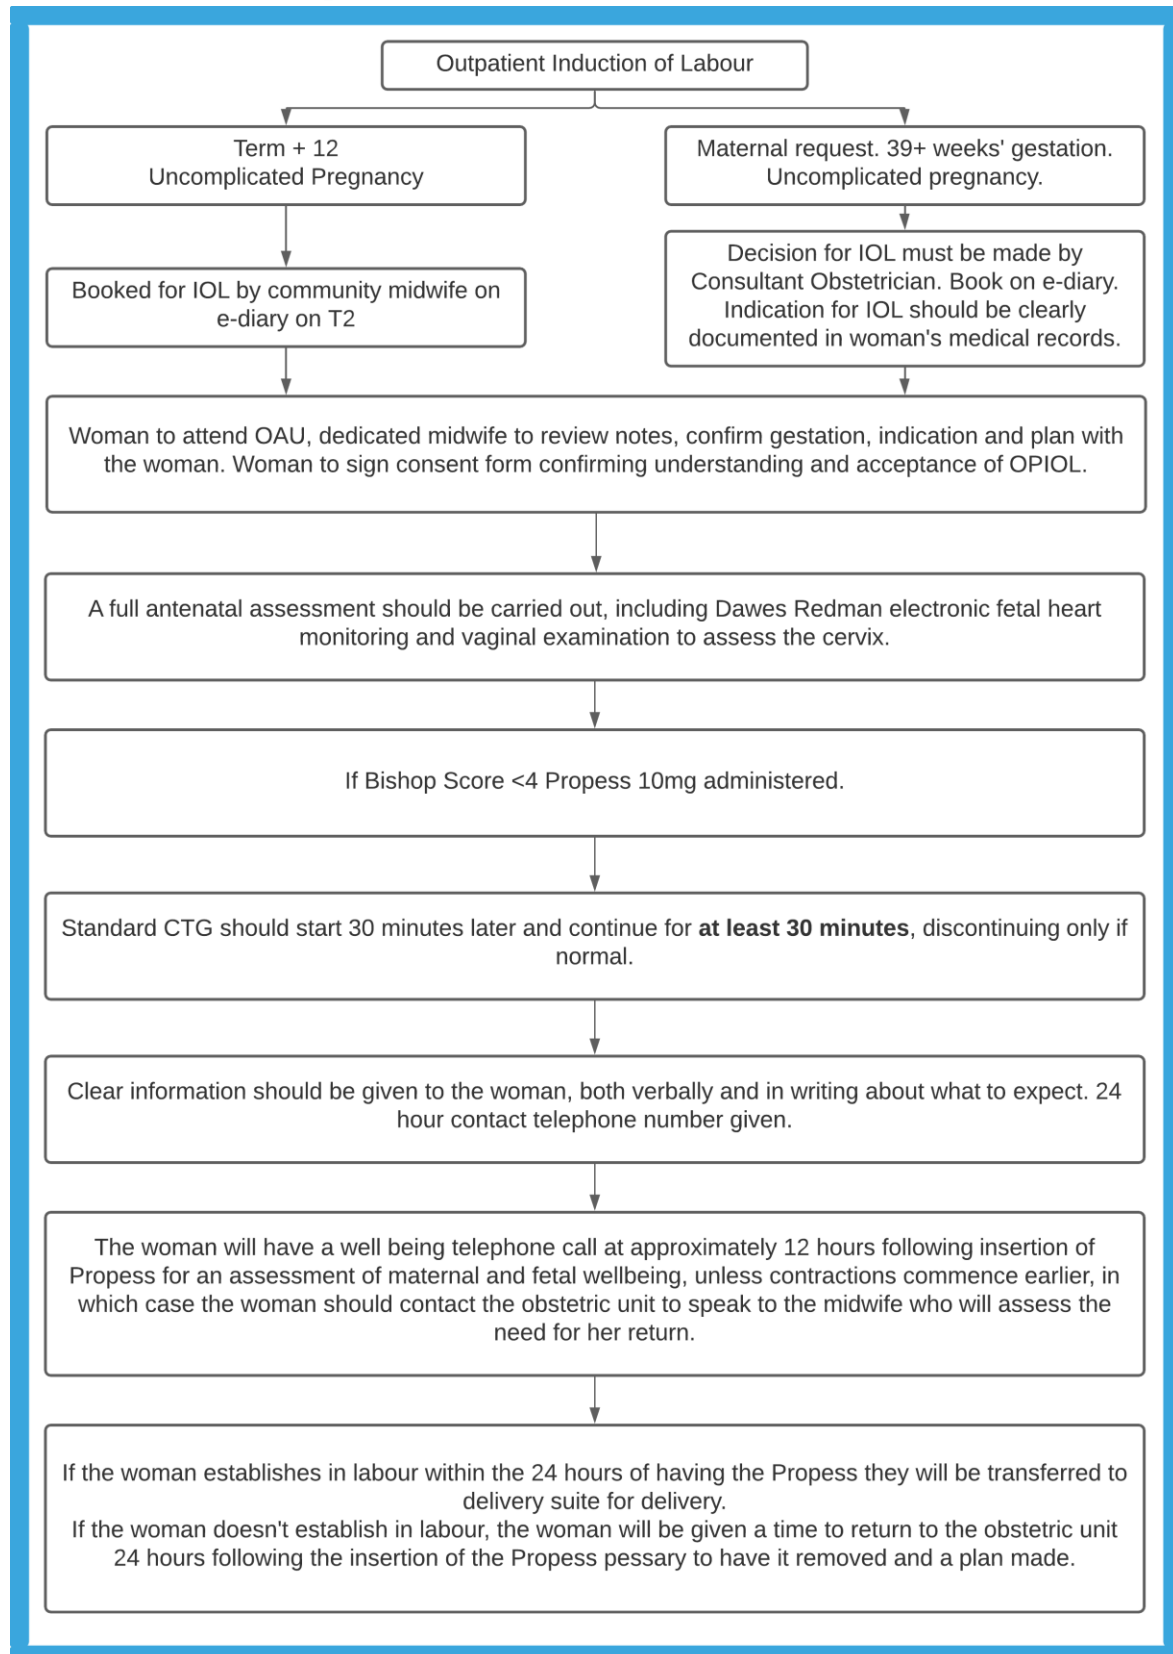 Outpatient Induction of Labour
Term + 12
Uncomplicated Pregnancy
Maternal request. 39+ weeks' gestation.
Uncomplicated pregnancy.
Booked for IOL by community midwife on
e-diary on T2
Decision for IOL must be made by
Consultant Obstetrician. Book on e-diary.
Indication for IOL should be clearly
documented in woman's medical records.
Woman to attend OAU, dedicated midwife to review notes, confirm gestation, indication and plan with
the woman. Woman to sign consent form confirming understanding and acceptance of OPIOL.
A full antenatal assessment should be carried out, including Dawes Redman electronic fetal heart
monitoring and vaginal examination to assess the cervix.
If Bishop Score <4 Propess 10mg administered.
Standard CTG should start 30 minutes later and continue for at least 30 minutes, discontinuing only if
normal.
Clear information should be given to the woman, both verbally and in writing about what to expect. 24
hour contact telephone number given.
The woman will have a well being telephone call at approximately 12 hours following insertion of
Propess for an assessment of maternal and fetal wellbeing, unless contractions commence earlier, in
which case the woman should contact the obstetric unit to speak to the midwife who will assess the
need for her return.
If the woman establishes in labour within the 24 hours of having the Propess they will be transferred to
delivery suite for delivery.
If the woman doesn't establish in labour, the woman will be given a time to return to the obstetric unit
24 hours following the insertion of the Propess pessary to have it removed and a plan made.